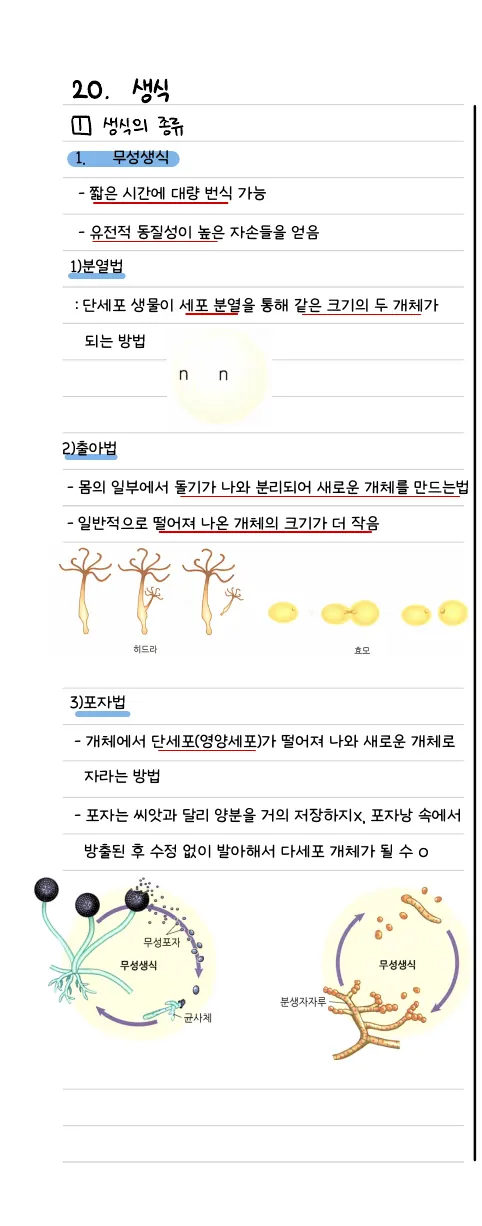 20. 생식
1 생식의 종류
1. 무성생식
- 짧은 시간에 대량 번식 가능
- 유전적 동질성이 높은 자손들을 얻음
1)분열법
: 단세포 생물이 세포 분열을 통해 같은 크기의 두 개체가
되는 방법
n n
2)출아법
- 몸의 일부에서 돌기가 나와 분리되어 새로운 개체를 만드는법
- 일반적으로 떨어져 나온 개체의 크기가 더 작음
히드라 효모
3)포자법
- 개체에서 단세포(영양세포)가 떨어져 나와 새로운 개체로
자라는 방법
- 포자는 씨앗과 달리 양분을 거의 저장하지x, 포자낭 속에서
방출된 후 수정 없이 발아해서 다세포 개체가 될 수 o
무성포자
무성생식
균사체
무성생식
분생자자루